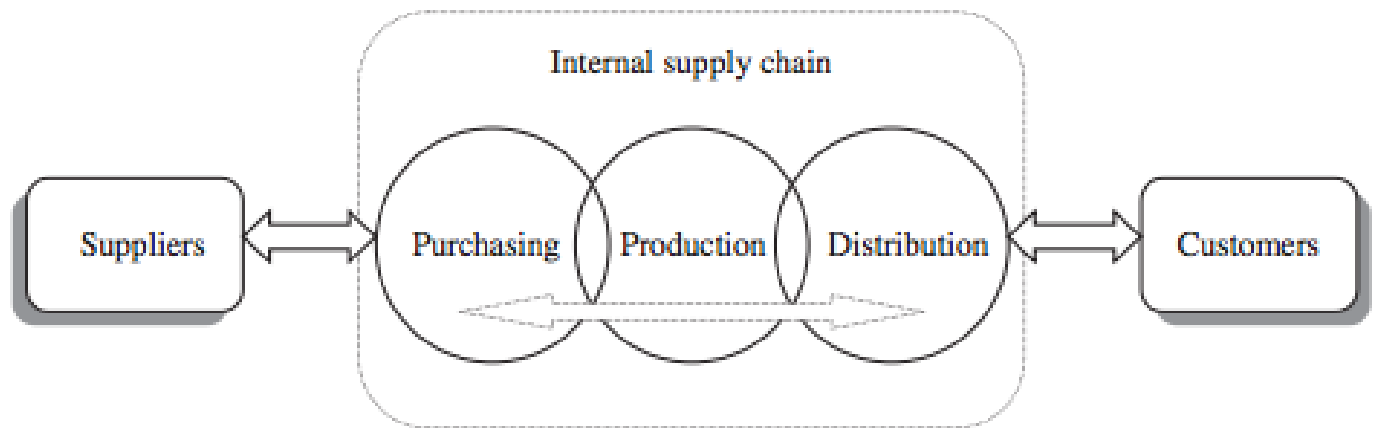 Internal supply chain
Suppliers
Purchasing
Production
Distribution
Customers